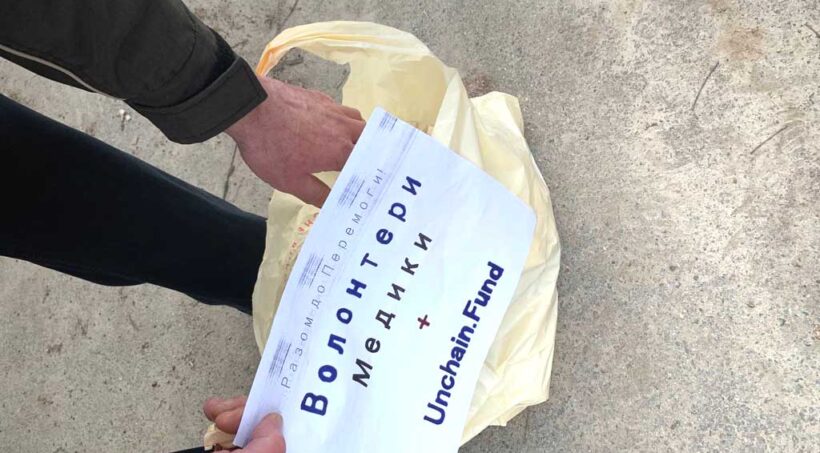 Разом до Перемоги!
Волонтери
Медики
+
Unchain.Fund